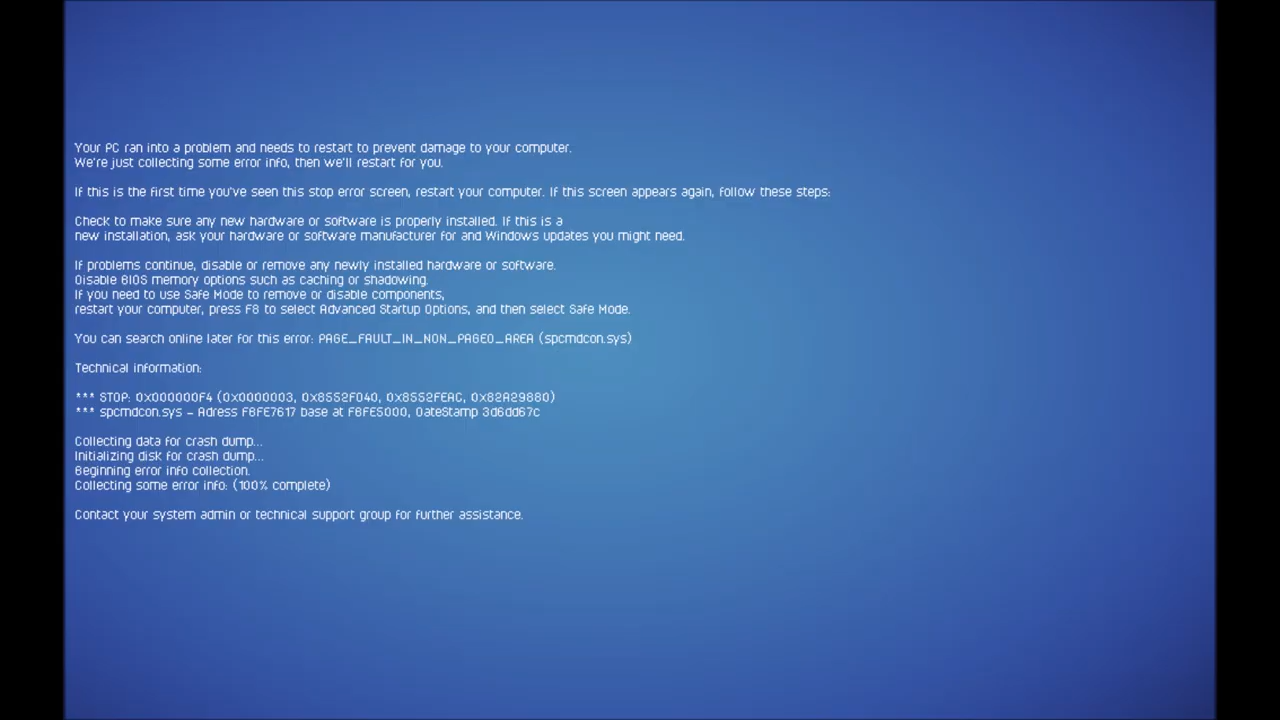 Your PC ran into a problem and needs to restart to prevent damage to your computer.
We're just collecting some error info, then we'll restart for you.
If this is the first time you've seen this stop error screen, restart your computer. If this screen appears again, follow these steps:
Check to make sure any new hardware or software is properly installed. If this is a
new installation, ask your hardware or software manufacturer for and Windows updates you might need.
If problems continue, disable or remove any newly installed hardware or software.
Disable BIOS memory options such as caching or shadowing.
If you need to use Safe Mode to remove or disable components,
restart your computer, press F8 to select Advanced Startup Options, and then select Safe Mode.
You can search online later for this error: PAGE_FAULT_IN_NON_PAGED_AREA (spcmdcon.sys)
Technical information:
*** STOP: 0x000000F4 (0x0000003, 0x8552F040, 0x8552FEAC, 0x82A29880)
*** spcmdcon.sys - Adress F8FE7617 base at F8FE5000, DateStamp 3d6dd67c
Collecting data for crash dump...
Initializing disk for crash dump...
Beginning error info collection.
Collecting some error info: (100% complete)
Contact your system admin or technical support group for further assistance.